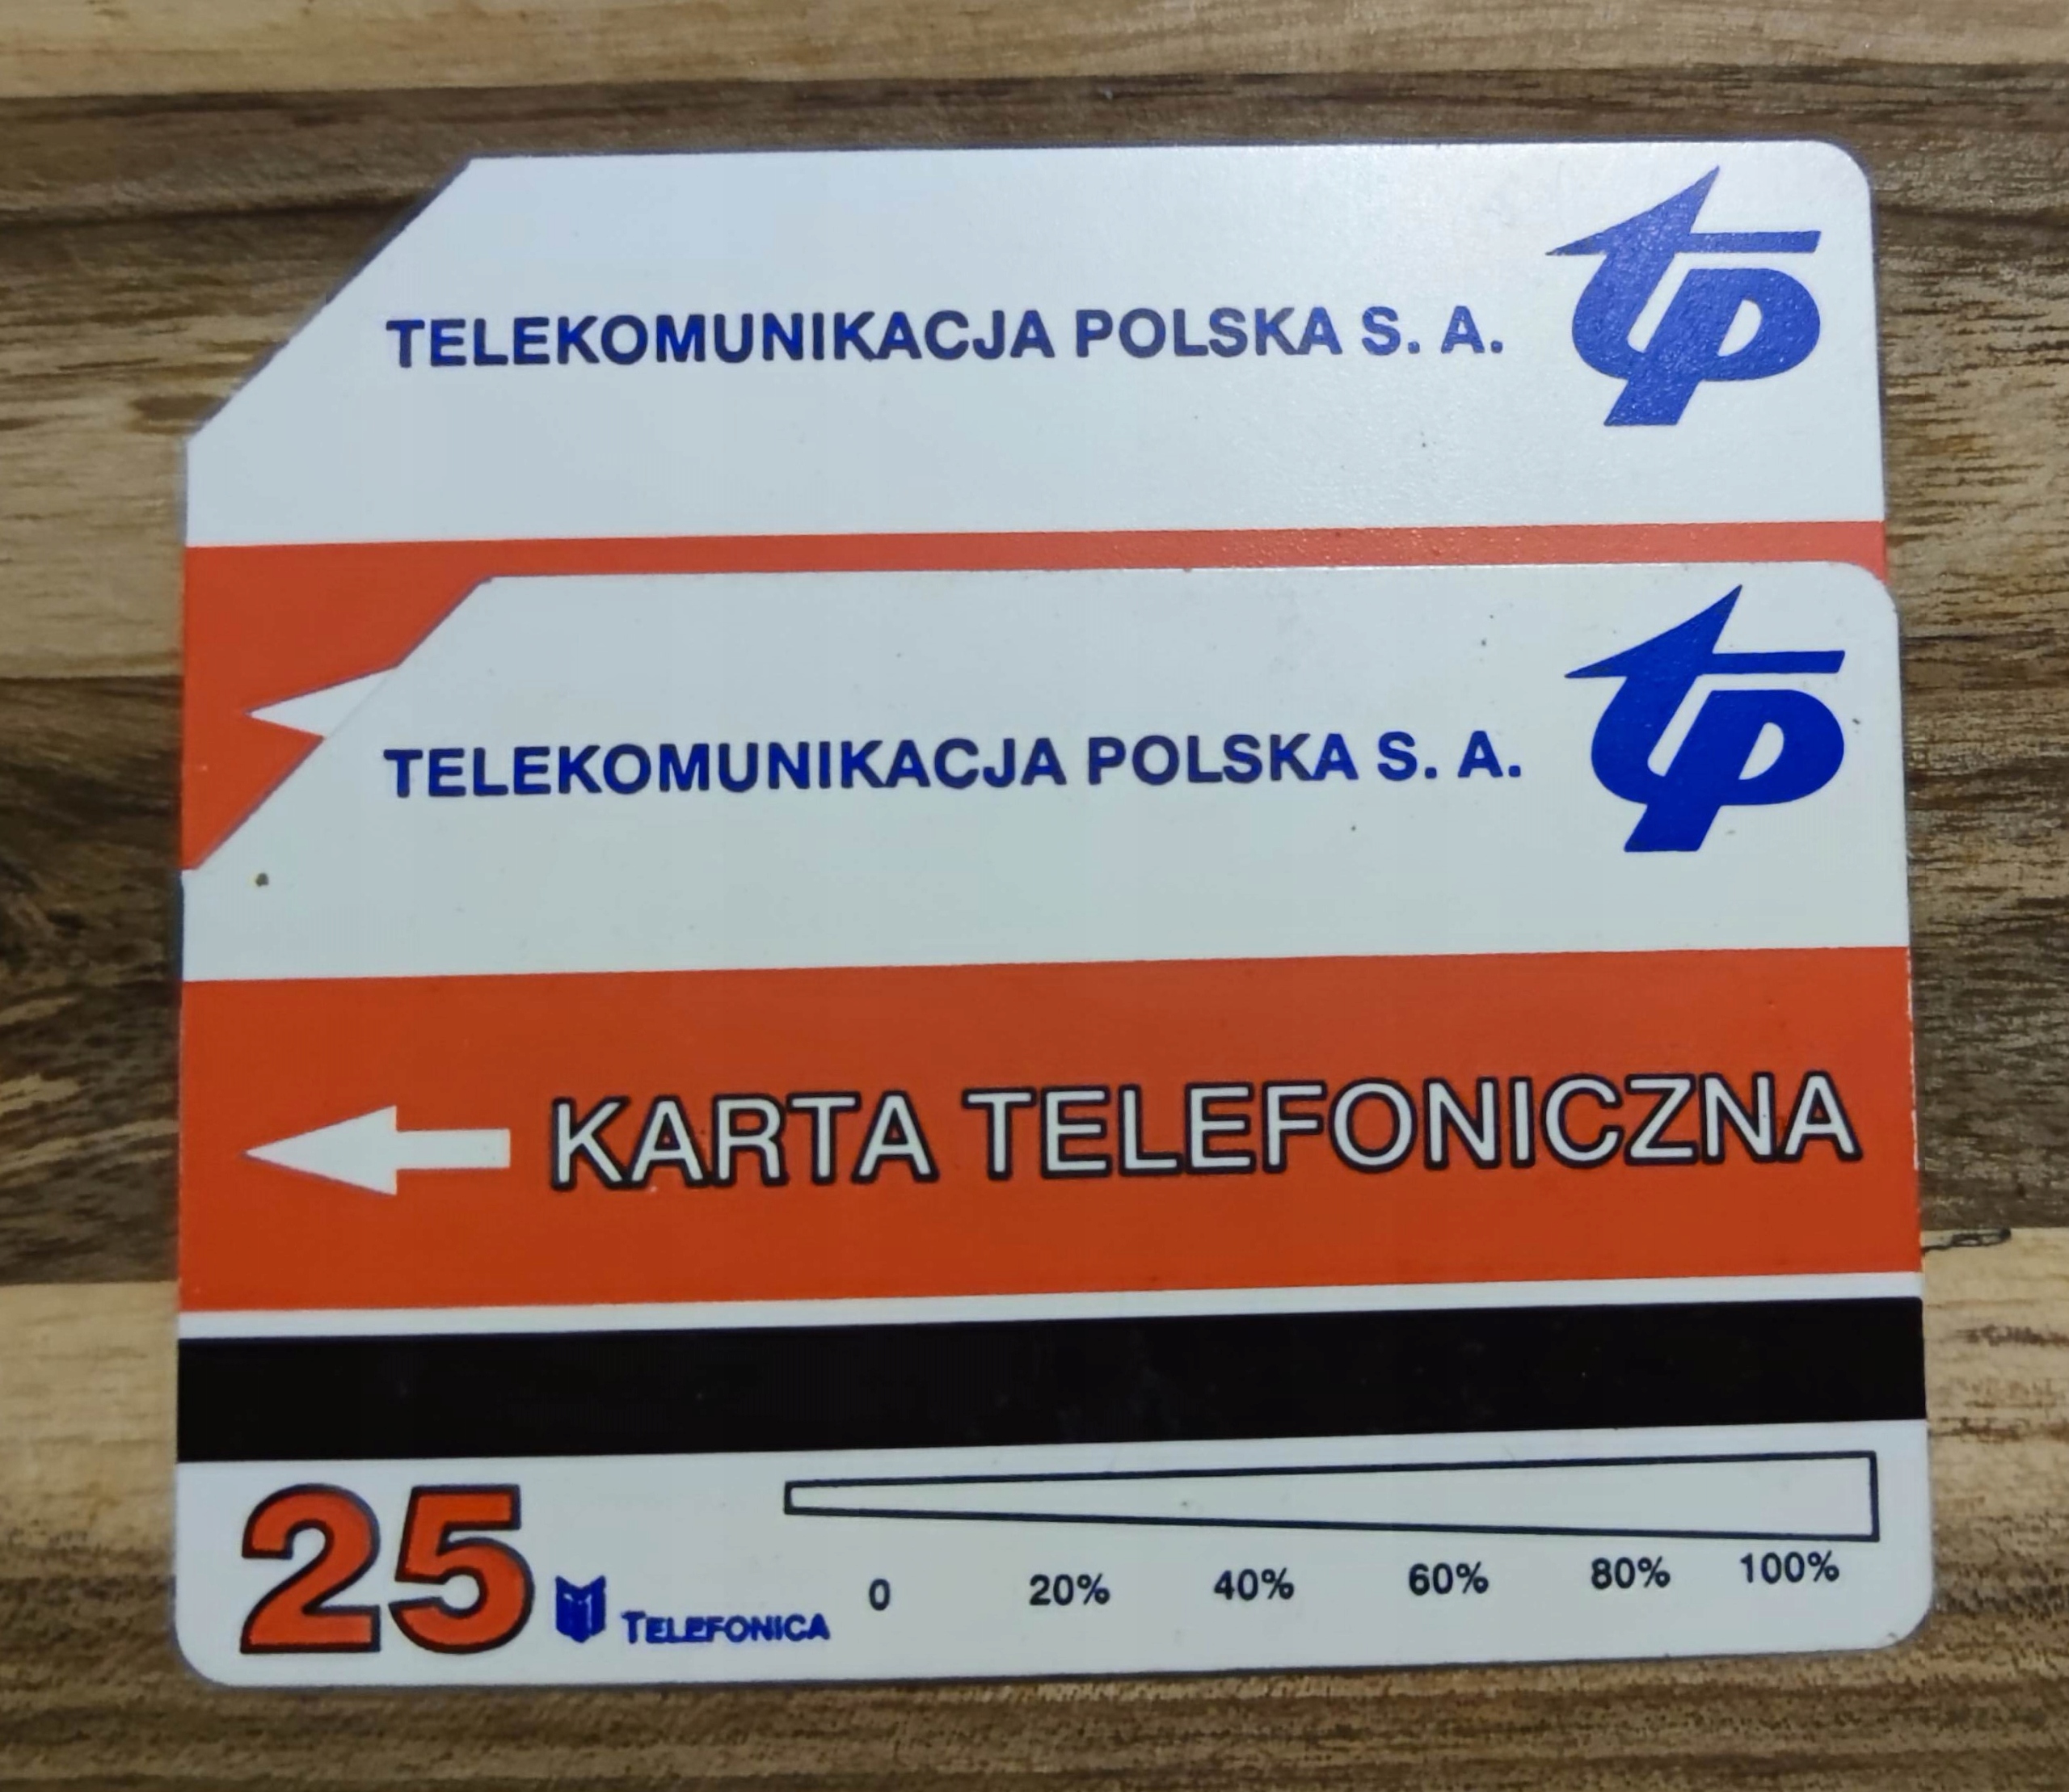 TELEKOMUNIKACJA POLSKA S. A. tp
TELEKOMUNIKACJA POLSKA S. A. tp
KARTA TELEFONICZNA
25 TELEFONICA
0 20% 40% 60% 80% 100%